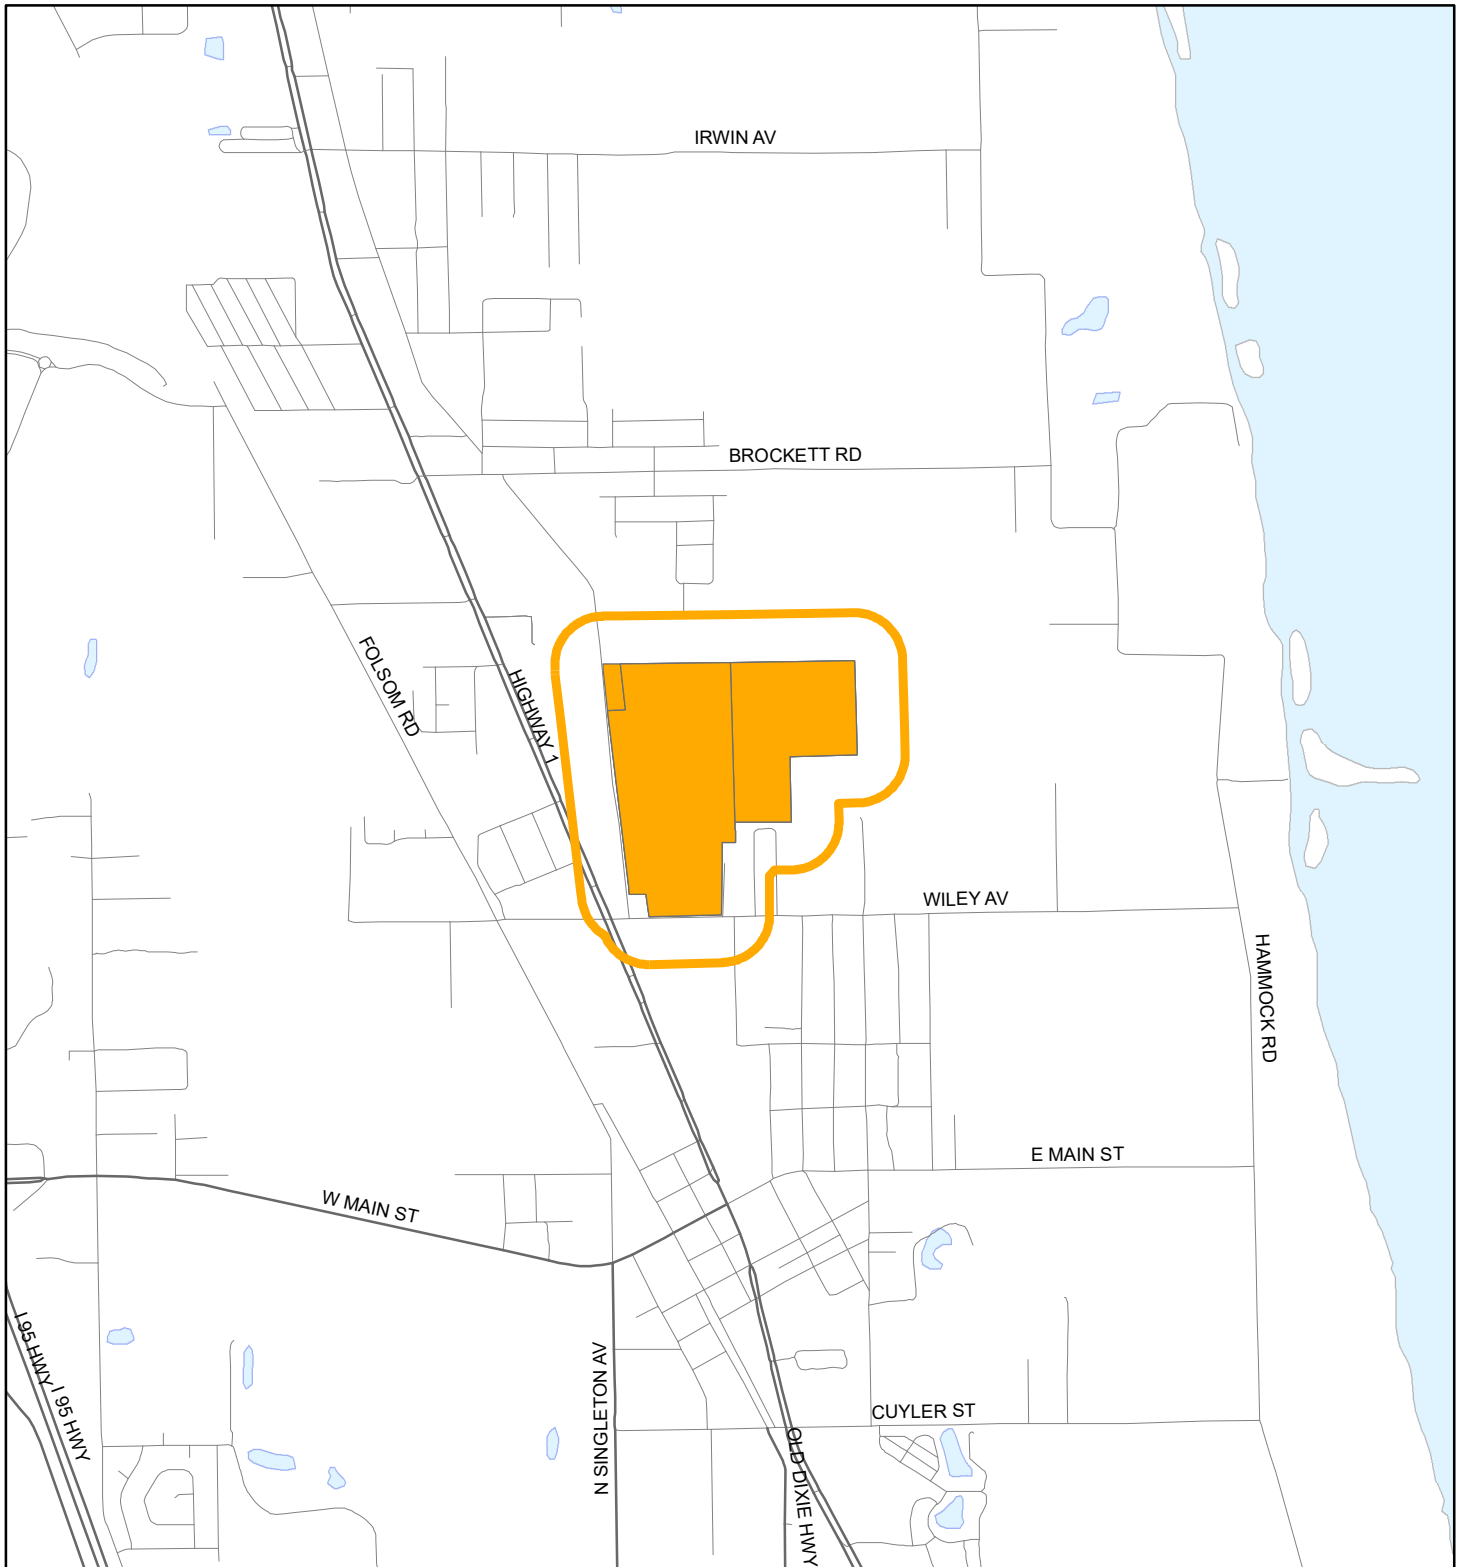 IRWIN AV
BROCKETT RD
FOLSOM RD
HIGHWAY 1
WILEY AV
HAMMOCK RD
E MAIN ST
W MAIN ST
I 95 HWY
I 95 HWY
N SINGLETON AV
CUYLER ST
OLD DIXIE HWY